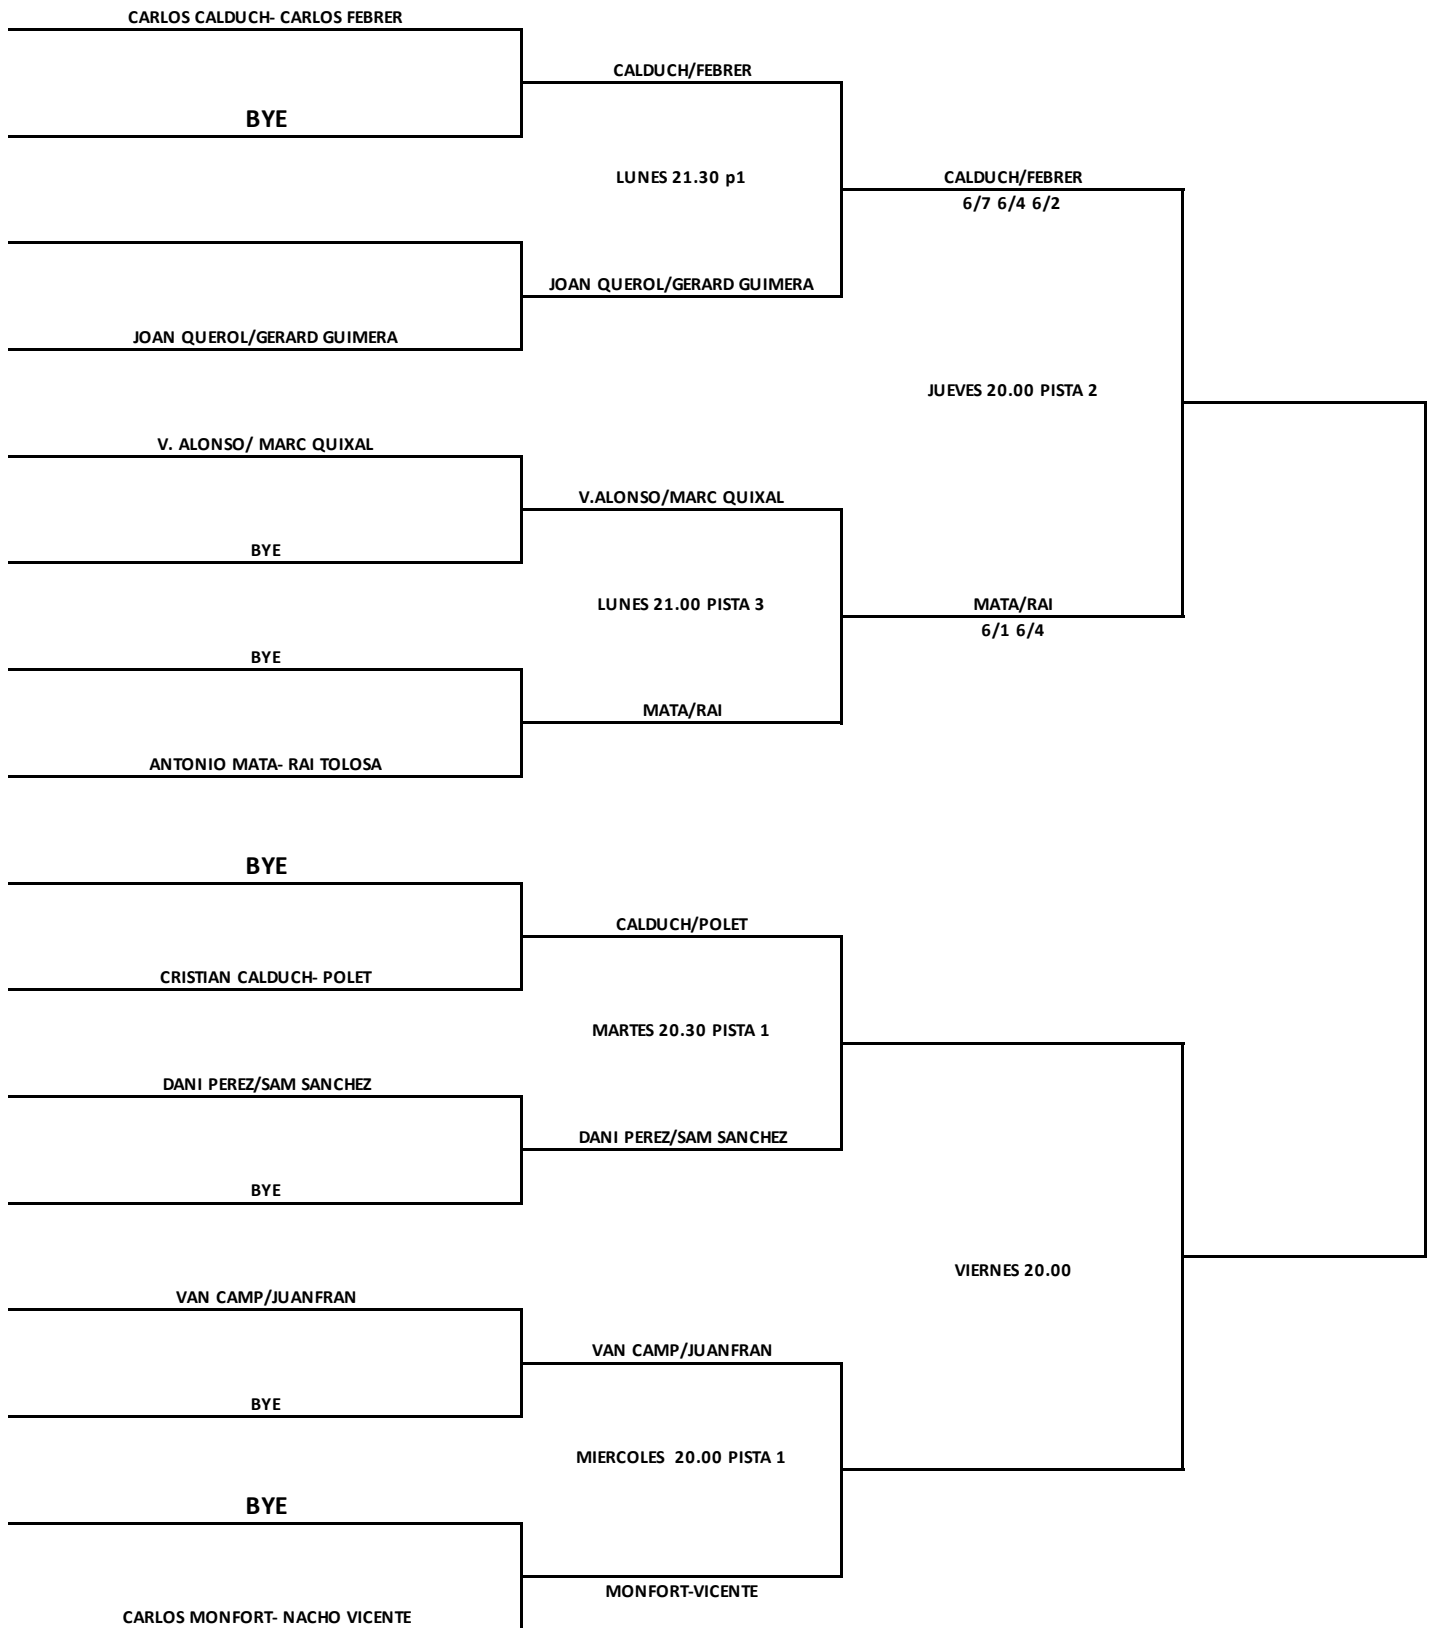 CARLOS CALDUCH- CARLOS FEBRER
CALDUCH/FEBRER
BYE
LUNES 21.30 p1
CALDUCH/FEBRER
6/7 6/4 6/2
JOAN QUEROL/GERARD GUIMERA
JOAN QUEROL/GERARD GUIMERA
JUEVES 20.00 PISTA 2
V. ALONSO/ MARC QUIXAL
V.ALONSO/MARC QUIXAL
BYE
LUNES 21.00 PISTA 3
MATA/RAI
6/1 6/4
BYE
MATA/RAI
ANTONIO MATA- RAI TOLOSA
BYE
CALDUCH/POLET
CRISTIAN CALDUCH- POLET
MARTES 20.30 PISTA 1
DANI PEREZ/SAM SANCHEZ
DANI PEREZ/SAM SANCHEZ
BYE
VIERNES 20.00
VAN CAMP/JUANFRAN
VAN CAMP/JUANFRAN
BYE
MIERCOLES  20.00 PISTA 1
BYE
MONFORT-VICENTE
CARLOS MONFORT- NACHO VICENTE